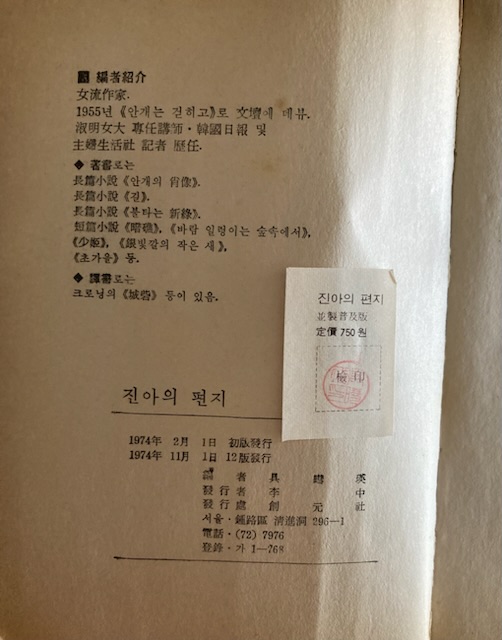 編者紹介
女流作家.
1955년 《안개는 걷히고》로 文壇에 데뷔.
淑明女大 專任講師·韓國日報 및
主婦生活社 記者 歷任.
◆ 著書로는
長篇小說 《안개의 肖像》.
長篇小說 《길》.
長篇小說 《불타는 新綠》.
短篇小說 《暗礁》, 《바람 일렁이는 숲속에서》,
《少姬》, 《銀빛깔의 작은 새》,
《초가을》 등.
◆ 譯書로는
크로닝의 《城砦》 등이 있음.
진아의 편지
並製普及版
定價 750원
檢印
진아의 편지
1974年 2月 1日 初版發行
1974年 11月 1日 12版發行
者 具 暎
發行者 李 中
發行處 創元社
서울·鍾路區 淸進洞 296—1
電話·(72) 7976
登錄·가 1—768